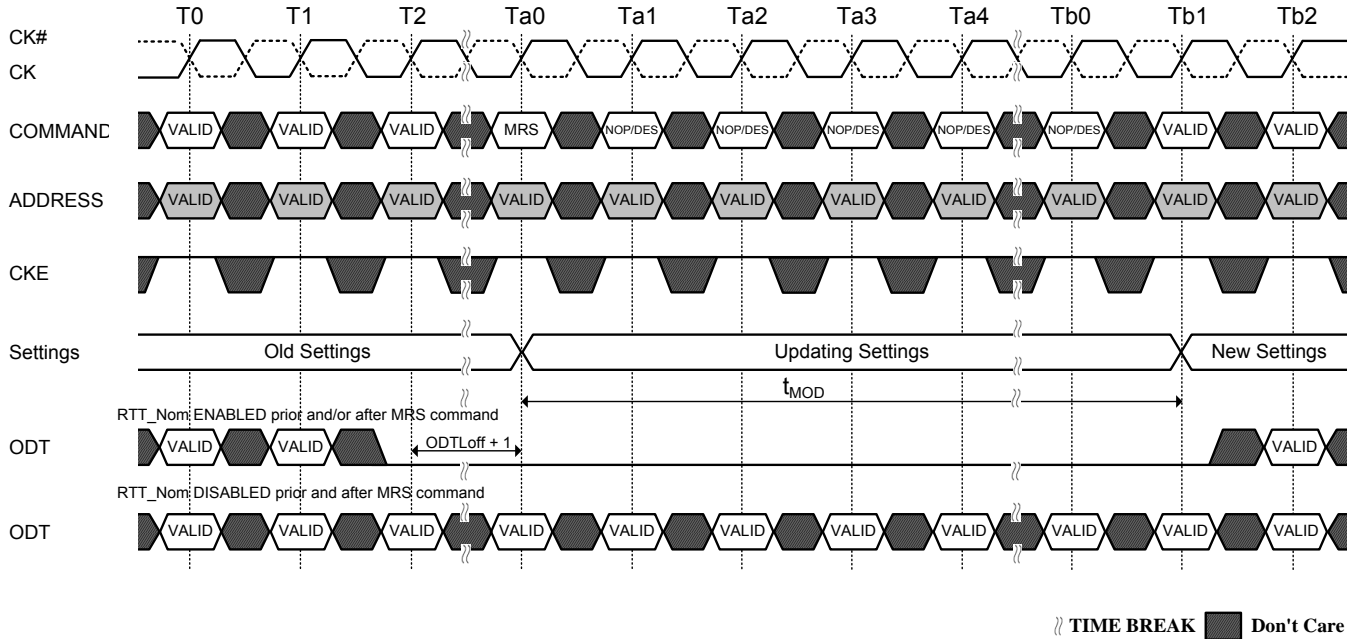 T0 T1 T2 Ta0 Ta1 Ta2 Ta3 Ta4 Tb0 Tb1 Tb2
CK#
CK
COMMAND VALID VALID VALID MRS NOP/DES NOP/DES NOP/DES NOP/DES NOP/DES VALID VALID
ADDRESS VALID VALID VALID VALID VALID VALID VALID VALID VALID VALID VALID
CKE
Settings Old Settings Updating Settings New Settings
tMOD
RTT_Nom ENABLED prior and/or after MRS command
ODT VALID VALID ODTLoff + 1 VALID
RTT_Nom DISABLED prior and after MRS command
ODT VALID VALID VALID VALID VALID VALID VALID VALID VALID VALID VALID
TIME BREAK Don't Care